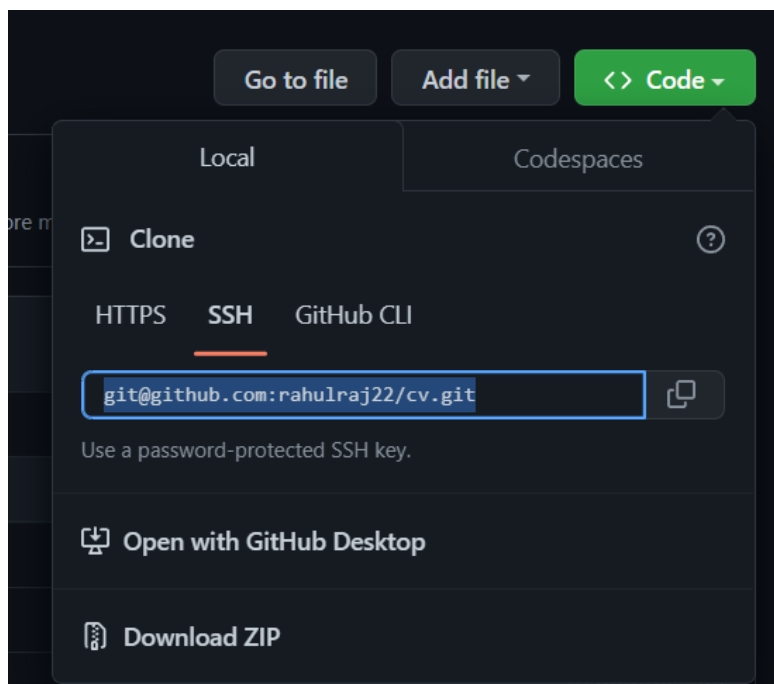 Go to file Add file <> Code
Local Codespaces
ore m
Clone
HTTPS SSH GitHub CLI
git@github.com:rahulraj22/cv.git
Use a password-protected SSH key.
Open with GitHub Desktop
Download ZIP